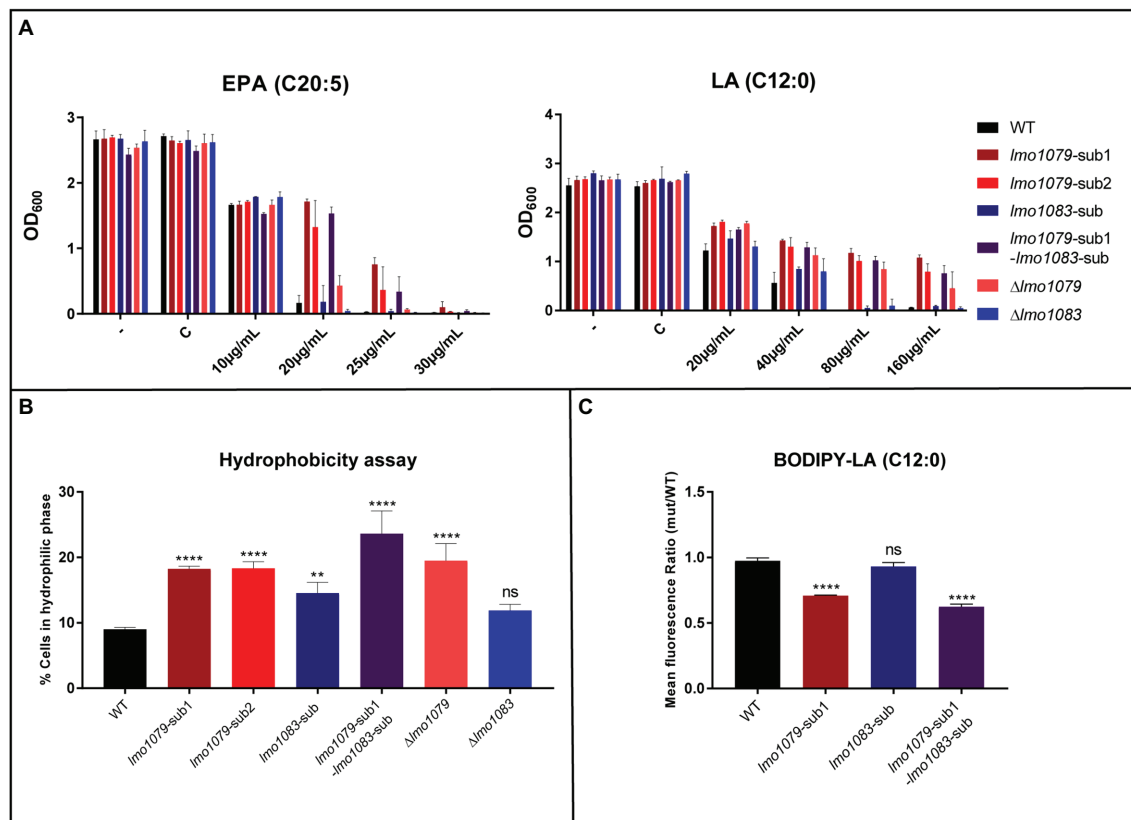 A
EPA (C20:5)
OD600
3
2
1
0
-
C
10µg/mL
20µg/mL
25µg/mL
30µg/mL
LA (C12:0)
OD600
4
3
2
1
0
-
C
20µg/mL
40µg/mL
80µg/mL
160µg/mL
WT
lmo1079-sub1
lmo1079-sub2
lmo1083-sub
lmo1079-sub1
-lmo1083-sub
Δlmo1079
Δlmo1083
B
Hydrophobicity assay
% Cells in hydrophilic phase
30
20
10
0
****
****
**
****
****
ns
WT
lmo1079-sub1
lmo1079-sub2
lmo1083-sub
lmo1079-sub1
-lmo1083-sub
Δlmo1079
Δlmo1083
C
BODIPY-LA (C12:0)
Mean fluorescence Ratio (mut/WT)
1.5
1.0
0.5
0.0
****
ns
****
WT
lmo1079-sub1
lmo1083-sub
lmo1079-sub1
-lmo1083-sub